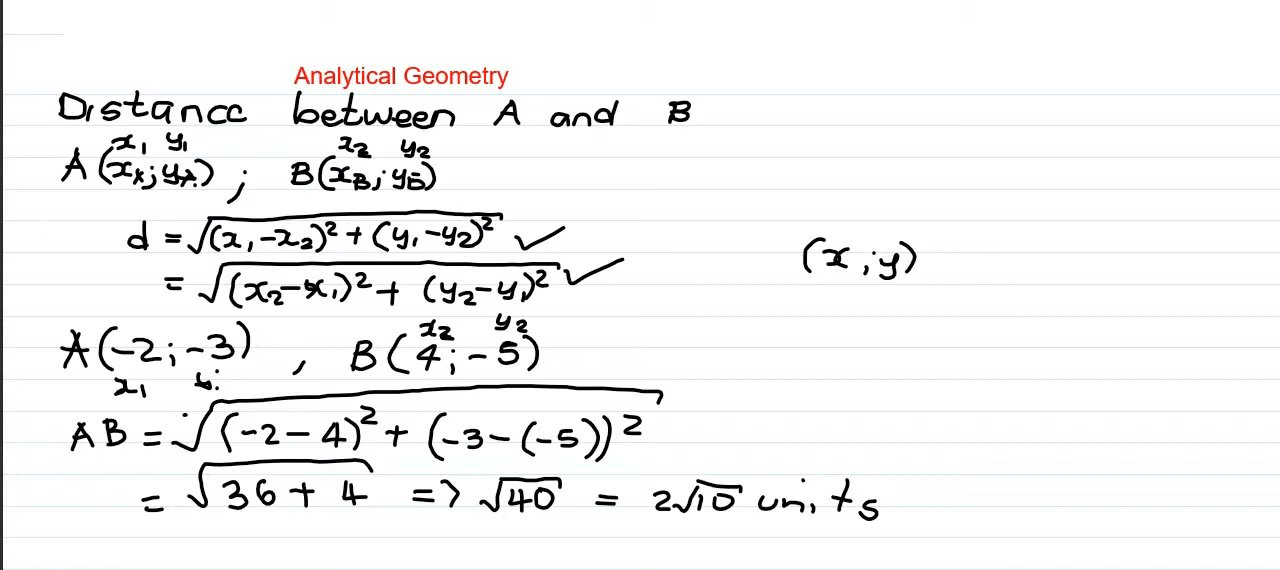 Analytical Geometry
Distance between A and B
x₁ y₁ x₂ y₂
A(x_A; y_A) ; B(x_B; y_B)
d = √((x₁-x₂)² + (y₁-y₂)²) ✓
= √((x₂-x₁)² + (y₂-y₁)²) ✓
(x;y)
x₂ y₂
A(-2;-3) , B(4;-5)
x₁
AB = √((-2-4)² + (-3-(-5))²)
= √(36+4) => √40 = 2√10 units